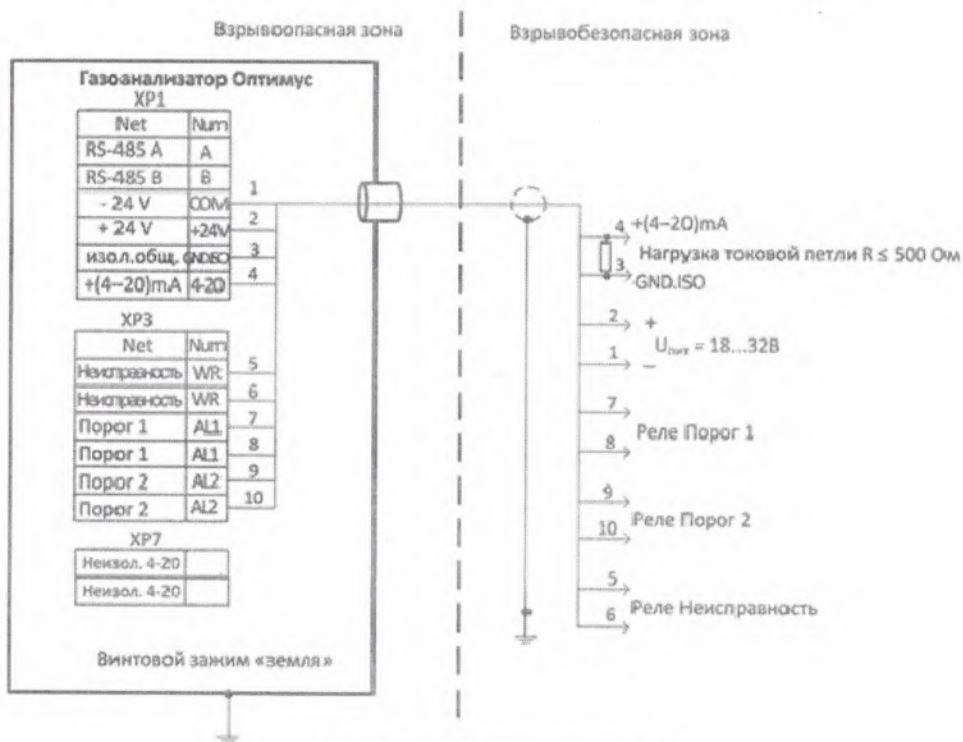 Взрывоопасная зона
Взрывобезопасная зона
Газоанализатор Оптимус
XP1
Net Num
RS-485 A A
RS-485 B B
- 24 V COM 1
+ 24 V +24V 2
изол.общ. GND.ISO 3
+(4–20)mA 4-20 4
XP3
Net Num
Неисправность WR 5
Неисправность WR 6
Порог 1 AL1 7
Порог 1 AL1 8
Порог 2 AL2 9
Порог 2 AL2 10
XP7
Неизол. 4-20
Неизол. 4-20
Винтовой зажим «земля»
4 +(4–20)mA
Нагрузка токовой петли R ≤ 500 Ом
3 GND.ISO
2 +
Uпит = 18...32В
1 –
7
Реле Порог 1
8
9
Реле Порог 2
10
5
Реле Неисправность
6